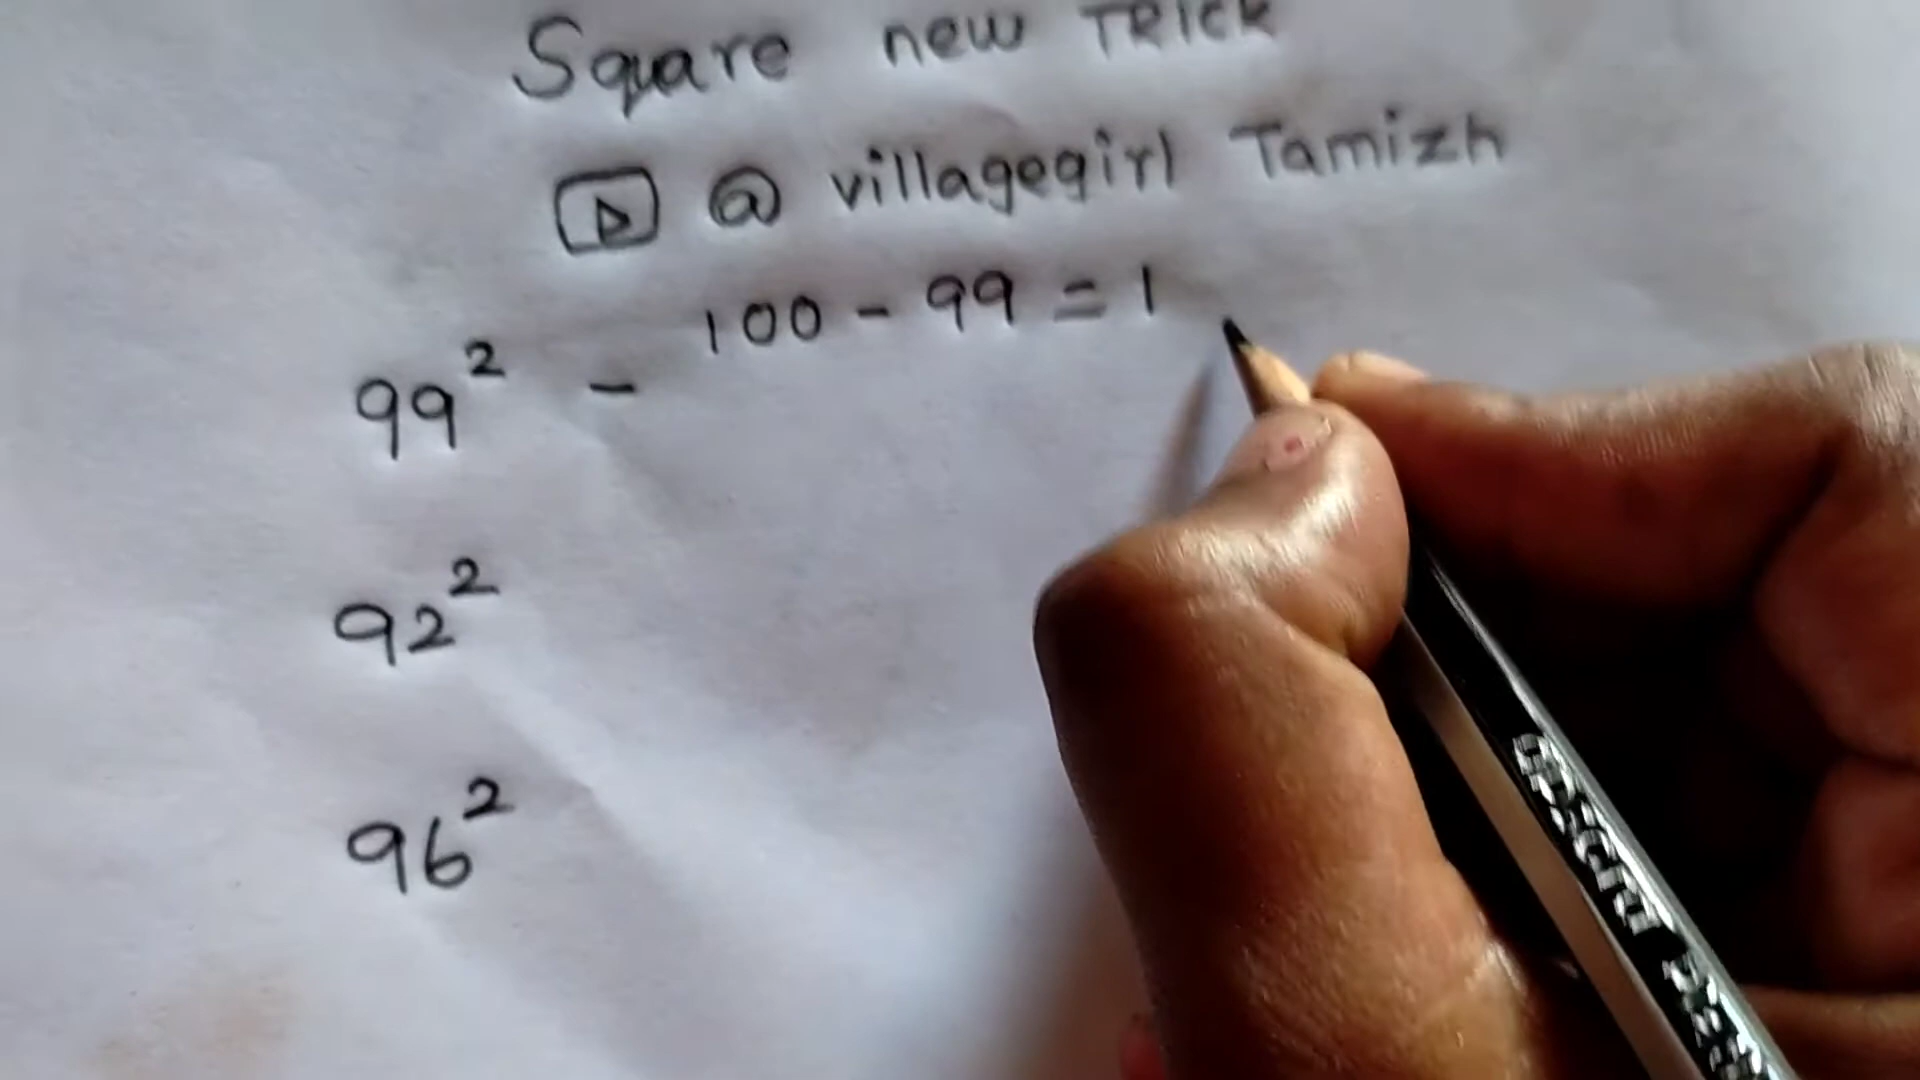 Square new TRICK
@ villagegirl Tamizh
99² - 100 - 99 = 1
92²
96²